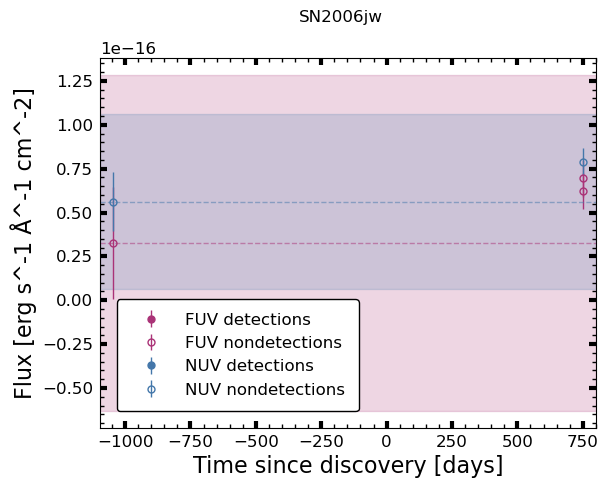 SN2006jw
1e−16
1.25
1.00
0.75
0.50
0.25
0.00
−0.25
−0.50
Flux [erg s^-1 Å^-1 cm^-2]
FUV detections
FUV nondetections
NUV detections
NUV nondetections
−1000 −750 −500 −250 0 250 500 750
Time since discovery [days]